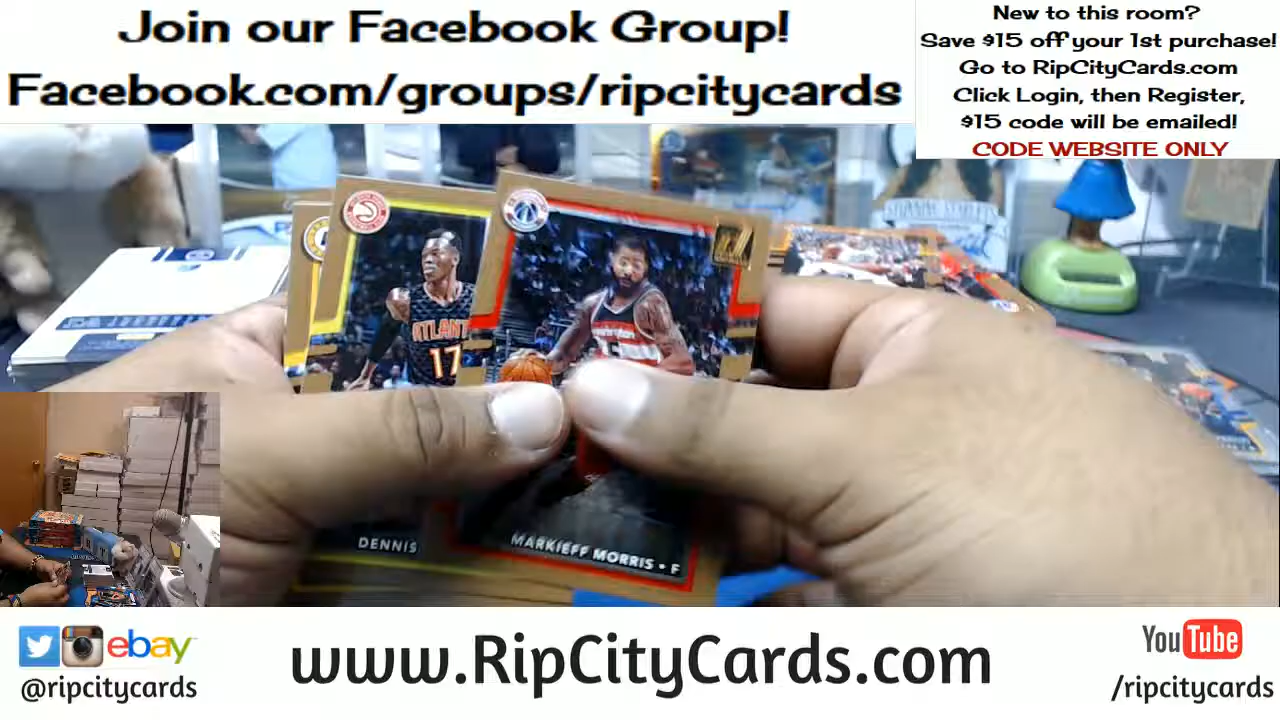 Join our Facebook Group!
Facebook.com/groups/ripcitycards
New to this room?
Save $15 off your 1st purchase!
Go to RipCityCards.com
Click Login, then Register,
$15 code will be emailed!
CODE WEBSITE ONLY
ATLANT
17
DENNIS
MARKIEFF MORRIS • F
ebay
@ripcitycards
www.RipCityCards.com
YouTube
/ripcitycards